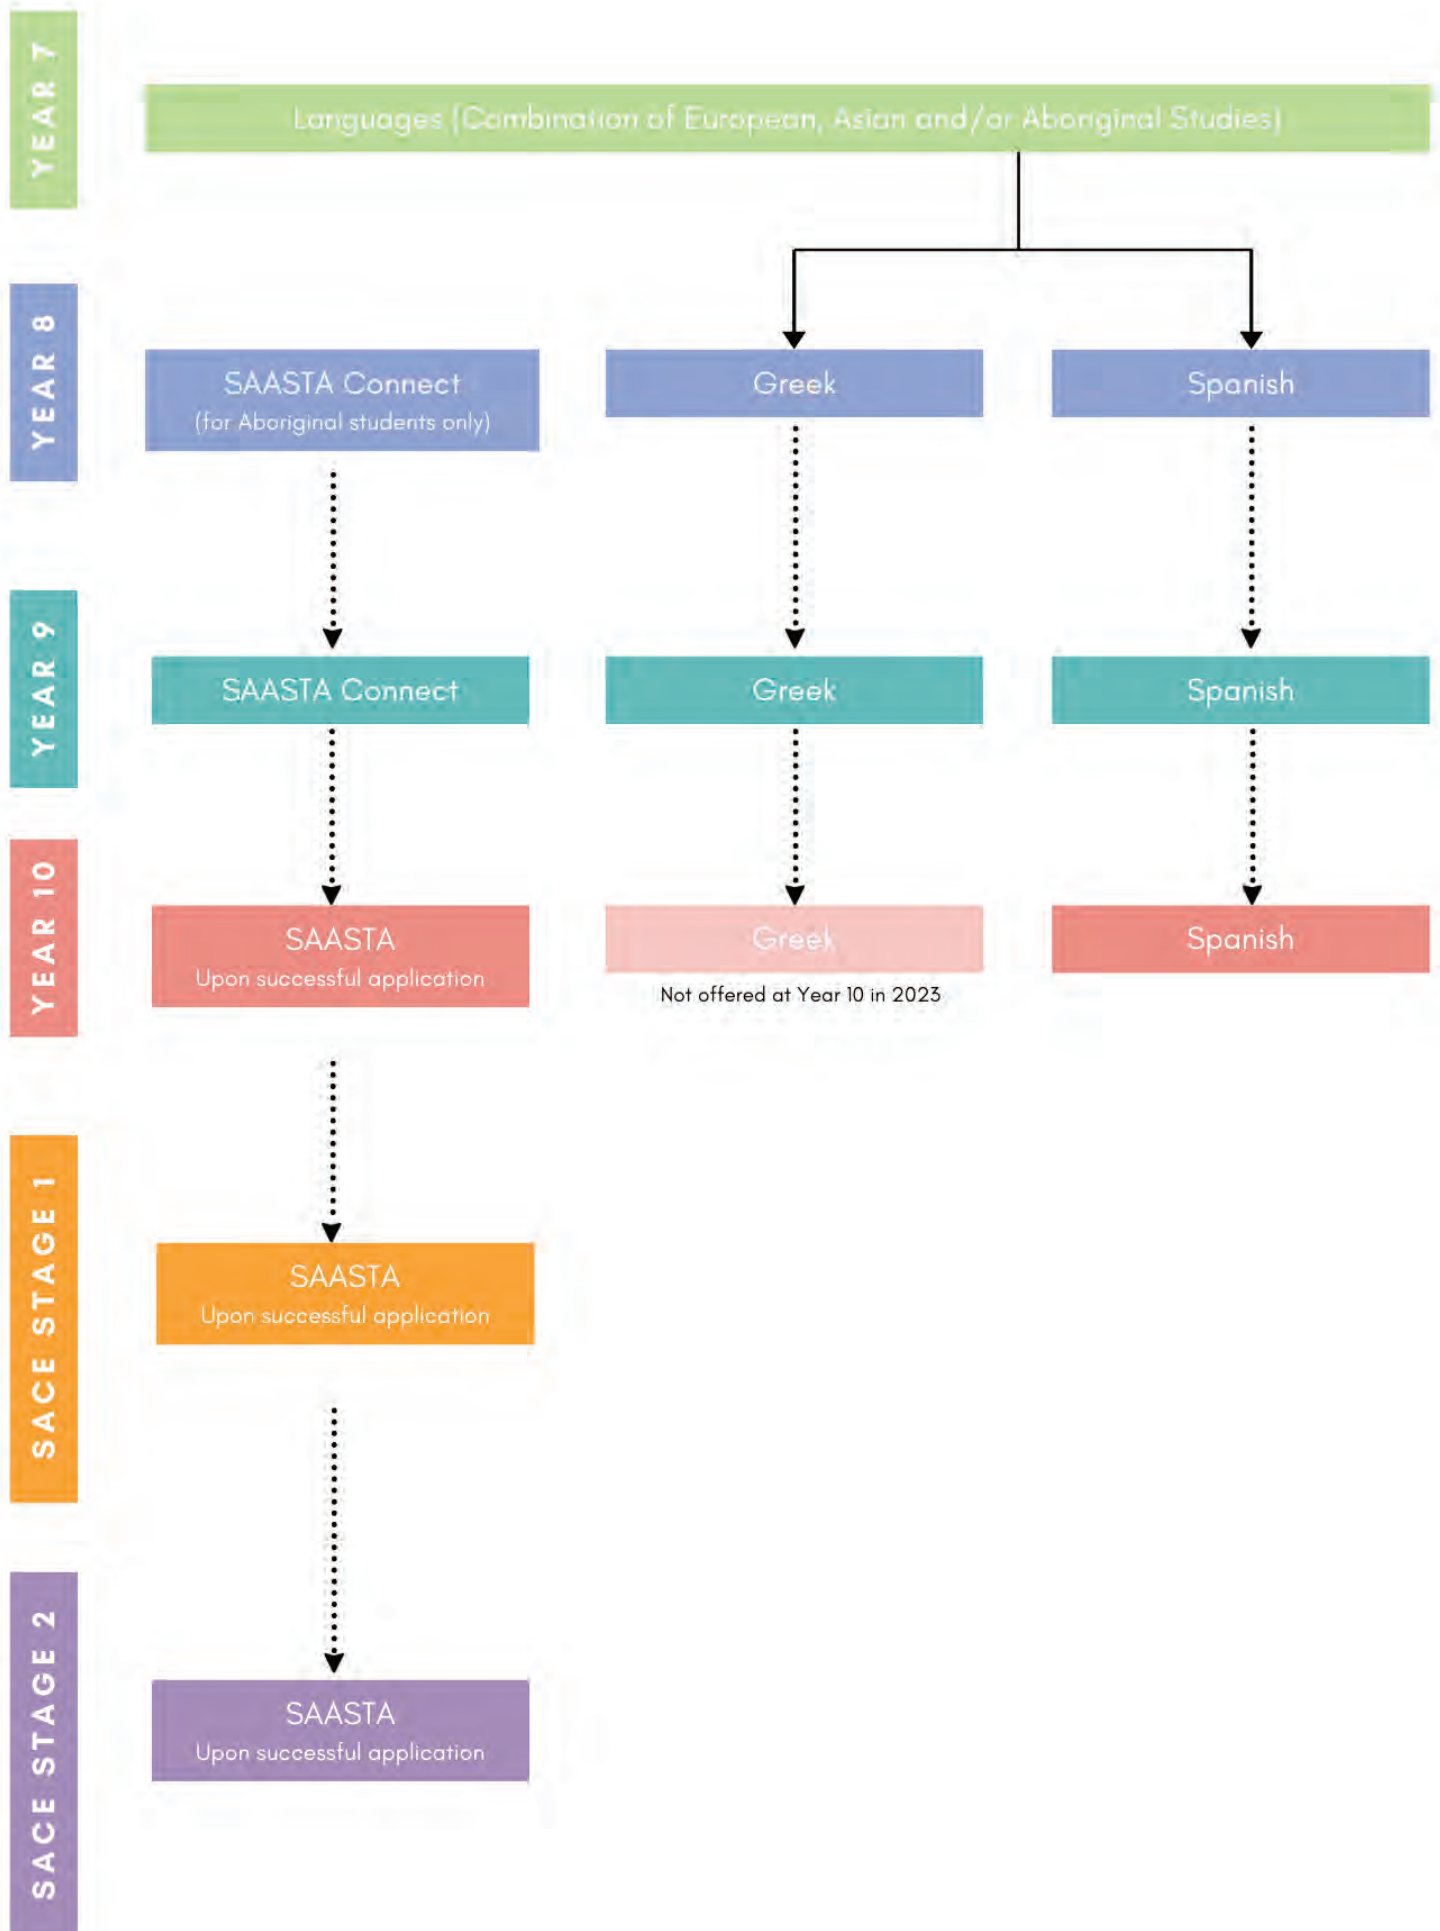 YEAR 7
Languages (Combination of European, Asian and/or Aboriginal Studies)
YEAR 8
SAASTA Connect
(for Aboriginal students only)
Greek
Spanish
YEAR 9
SAASTA Connect
Greek
Spanish
YEAR 10
SAASTA
Upon successful application
Greek
Not offered at Year 10 in 2023
Spanish
SACE STAGE 1
SAASTA
Upon successful application
SACE STAGE 2
SAASTA
Upon successful application